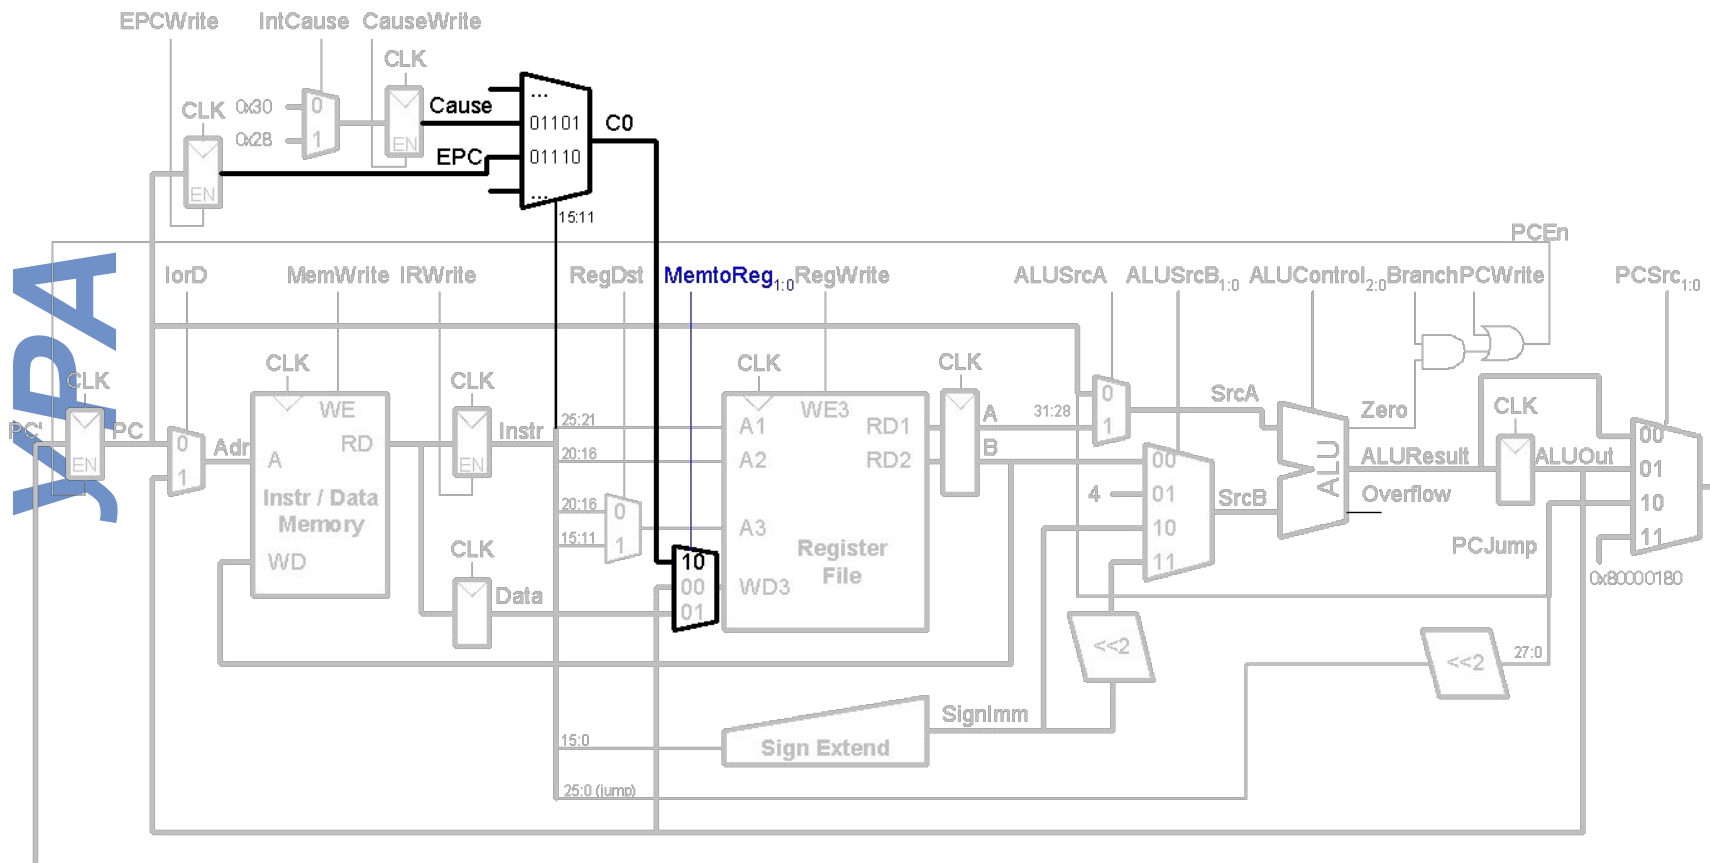 EPCWrite IntCause CauseWrite
CLK
0x30 0 Cause ... 
CLK 01101 C0
0x28 1 EN EPC 01110
EN ...
15:11
PCEn
IorD MemWrite IRWrite RegDst MemtoReg1:0 RegWrite ALUSrcA ALUSrcB1:0 ALUControl2:0 Branch PCWrite PCSrc1:0
CLK CLK CLK CLK CLK
WE WE3 31:28 0 SrcA Zero CLK
PC' PC 0 Adr RD Instr 25:21 A1 RD1 A 1 00
EN 1 A EN 20:16 A2 RD2 B 00 ALU ALUResult ALUOut 01
Instr / Data Memory 20:16 0 4 01 SrcB Overflow 10
CLK 15:11 1 A3 Register File 10 PCJump 11
WD 10 11 0x80000180
Data 00 WD3
01
<<2 <<2 27:0
SignImm
15:0 Sign Extend
25:0 (jump)